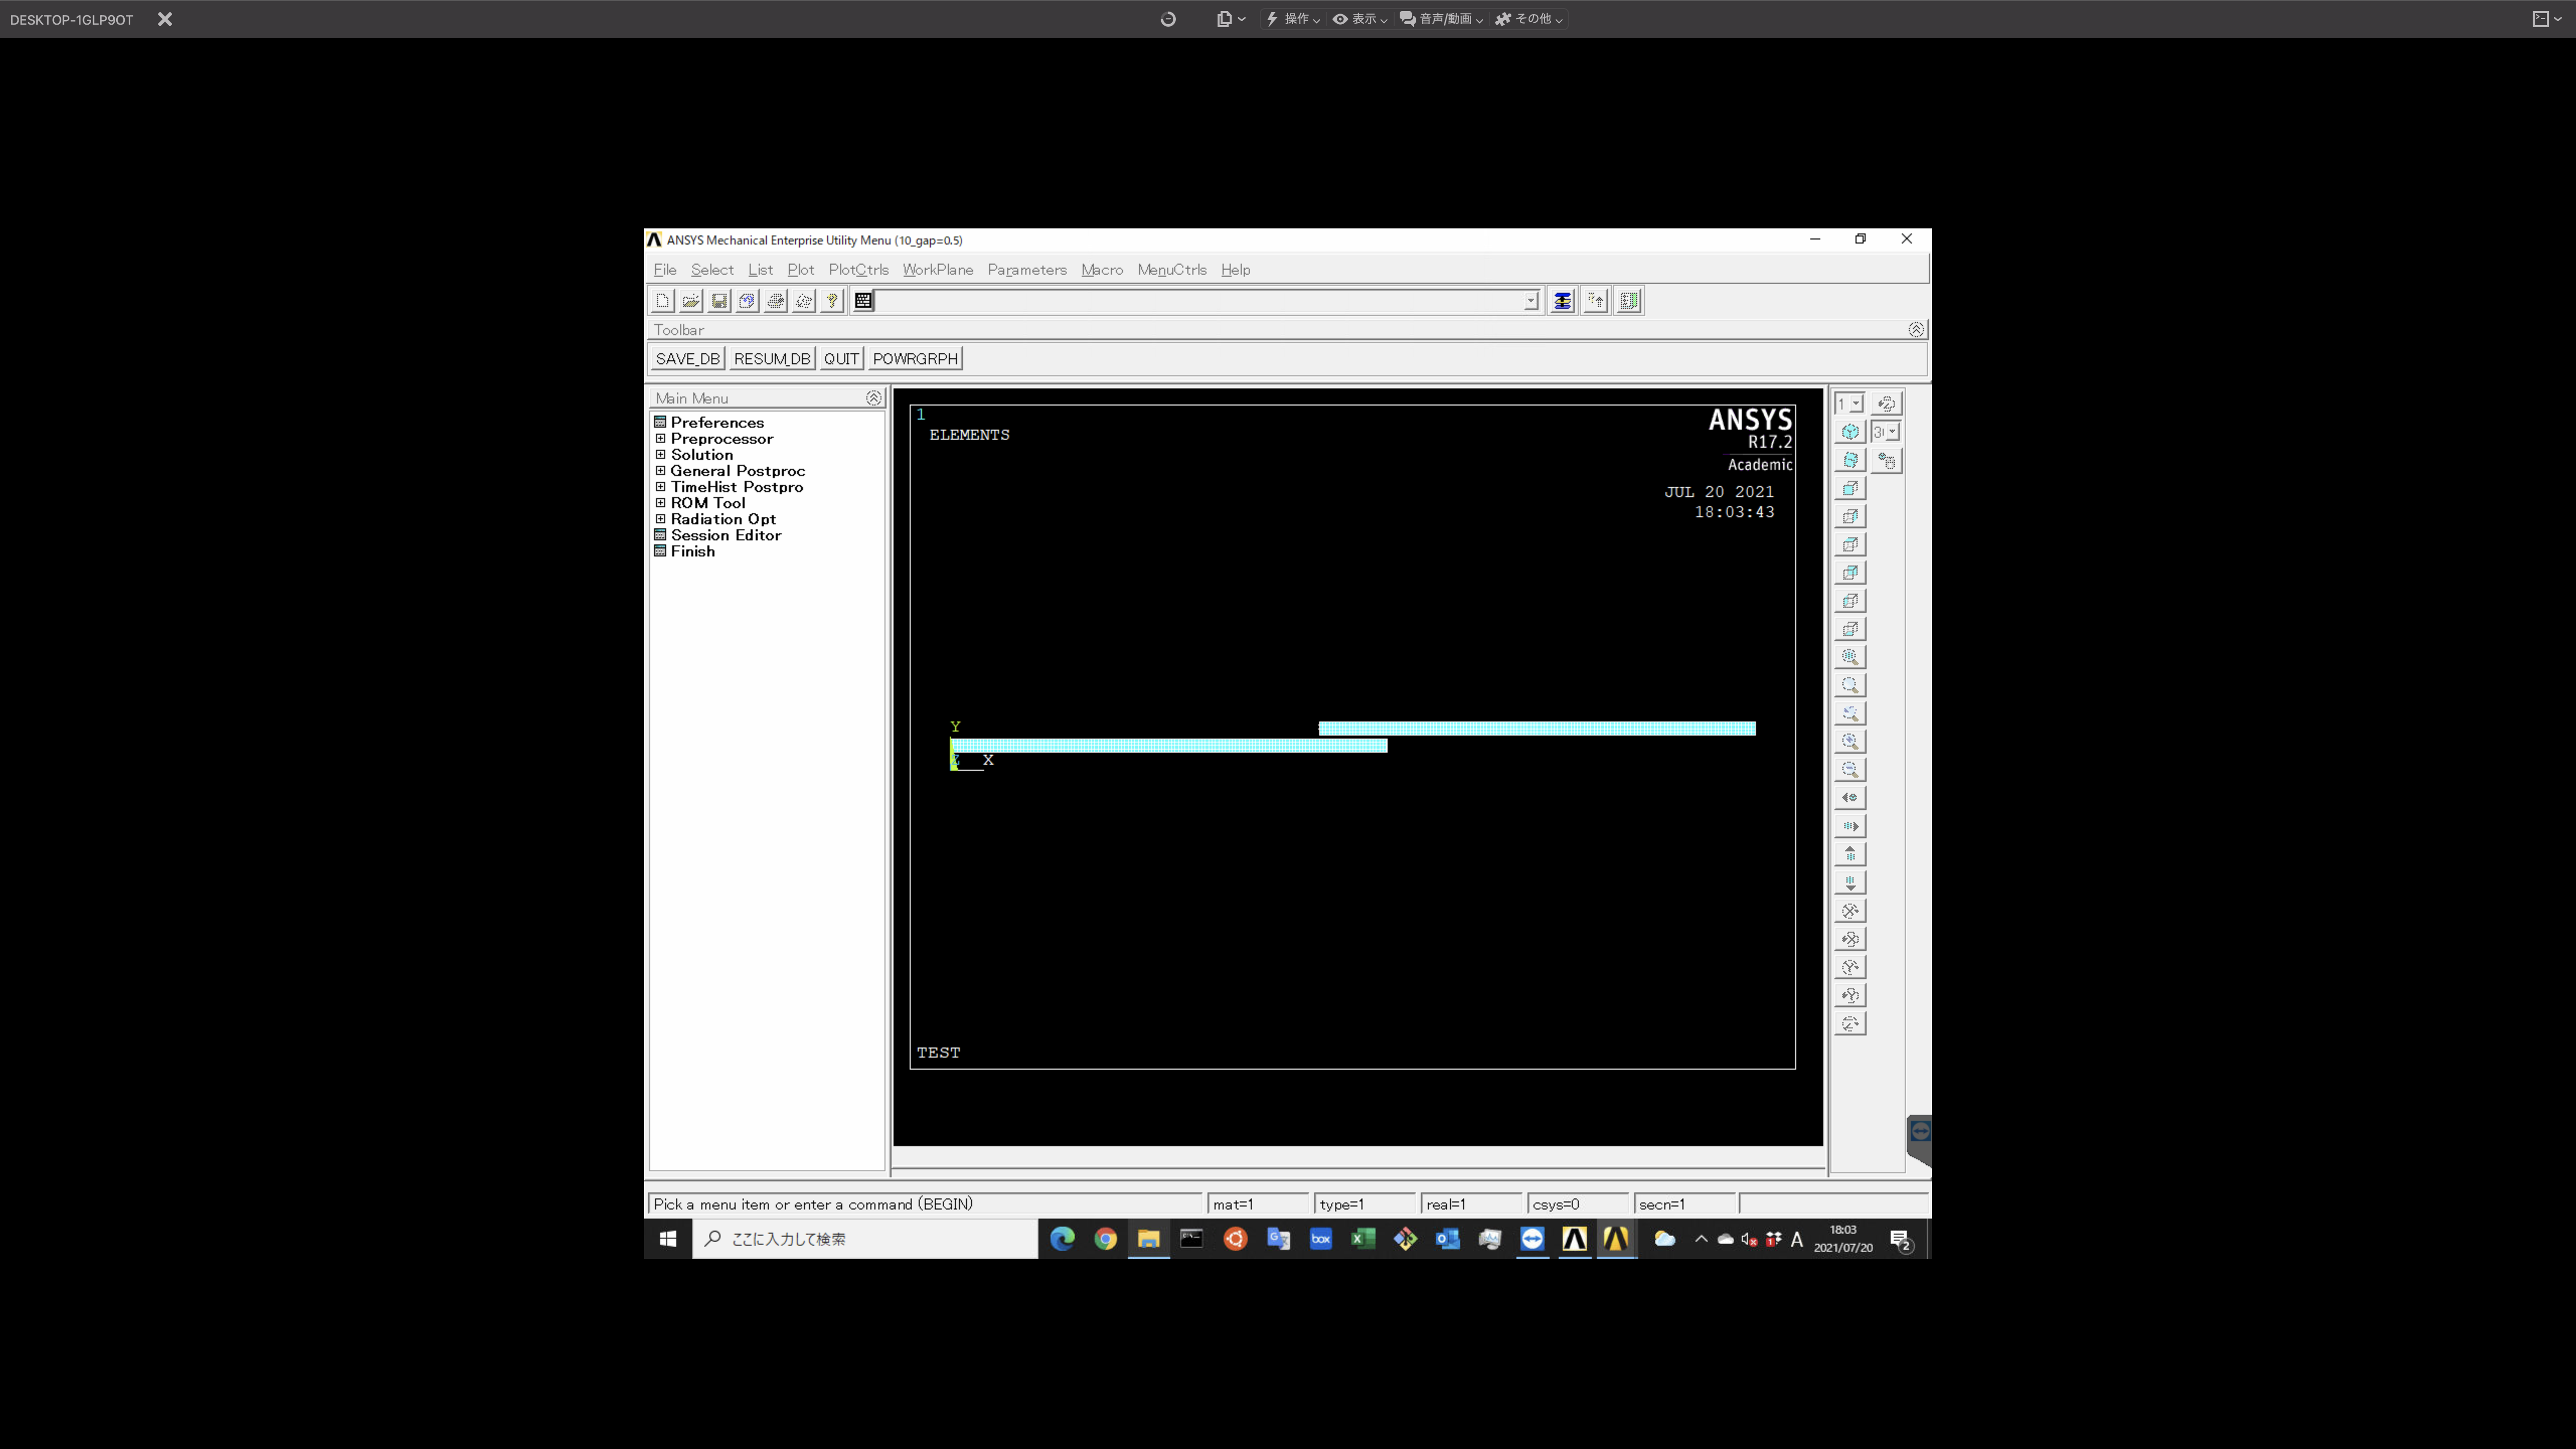 DESKTOP-1GLP9OT
操作
表示
音声/動画
その他
ANSYS Mechanical Enterprise Utility Menu (10_gap=0.5)
File Select List Plot PlotCtrls WorkPlane Parameters Macro MenuCtrls Help
Toolbar
SAVE_DB RESUM_DB QUIT POWRGRPH
Main Menu
Preferences
Preprocessor
Solution
General Postproc
TimeHist Postpro
ROM Tool
Radiation Opt
Session Editor
Finish
1
ELEMENTS
ANSYS
R17.2
Academic
JUL 20 2021
18:03:43
Y
Z X
TEST
1
Pick a menu item or enter a command (BEGIN) mat=1 type=1 real=1 csys=0 secn=1
ここに入力して検索
box
A
18:03
2021/07/20
2